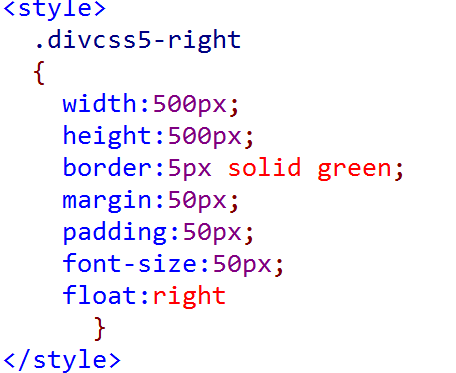 <style>
.divcss5-right
{
width:500px;
height:500px;
border:5px solid green;
margin:50px;
padding:50px;
font-size:50px;
float:right
}
</style>